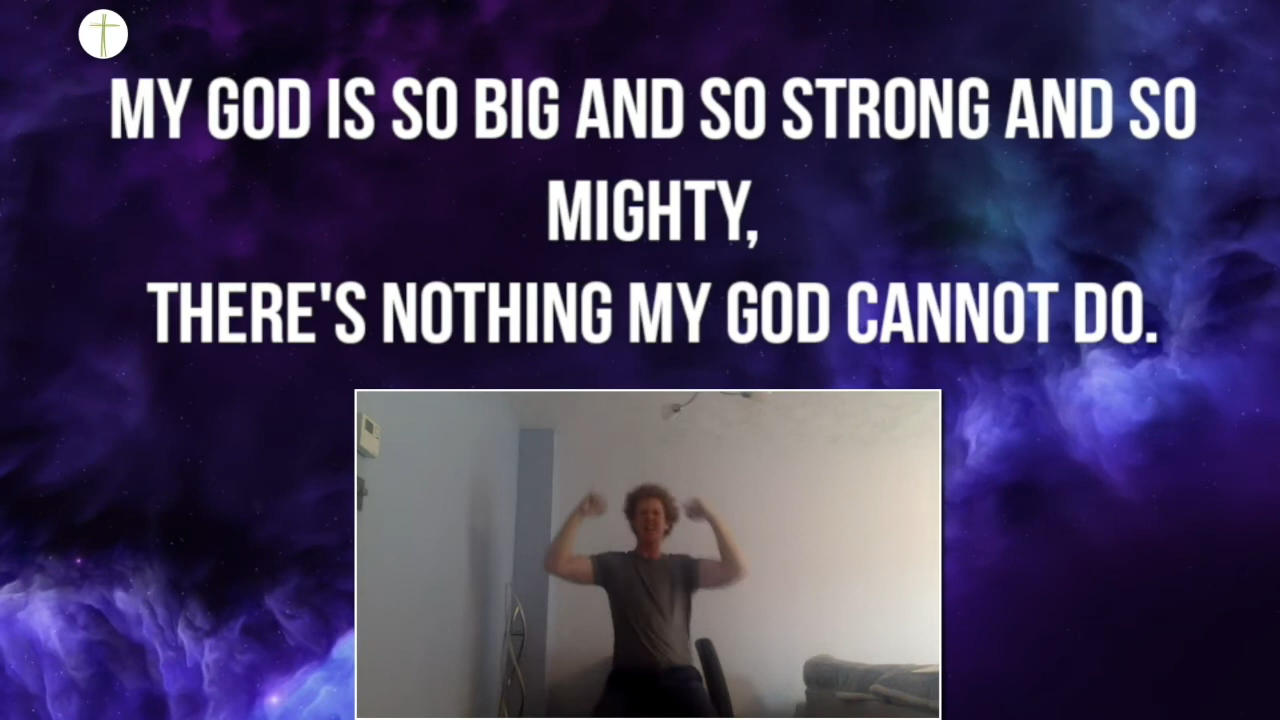 MY GOD IS SO BIG AND SO STRONG AND SO
MIGHTY,
THERE'S NOTHING MY GOD CANNOT DO.